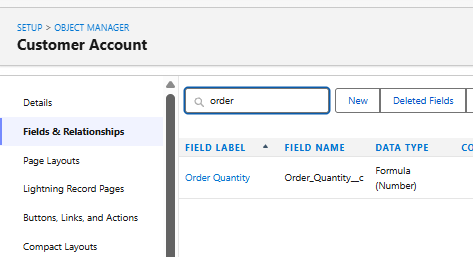 SETUP > OBJECT MANAGER
Customer Account
Details
Fields & Relationships
Page Layouts
Lightning Record Pages
Buttons, Links, and Actions
Compact Layouts
order
New
Deleted Fields
FIELD LABEL FIELD NAME DATA TYPE CO
Order Quantity Order_Quantity__c Formula
(Number)